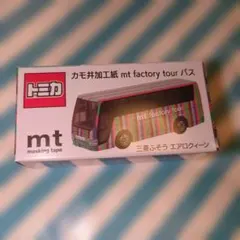 トミカ
カモ井加工紙 mt factory tour バス
mt
masking tape
三菱ふそう エアロクィーン